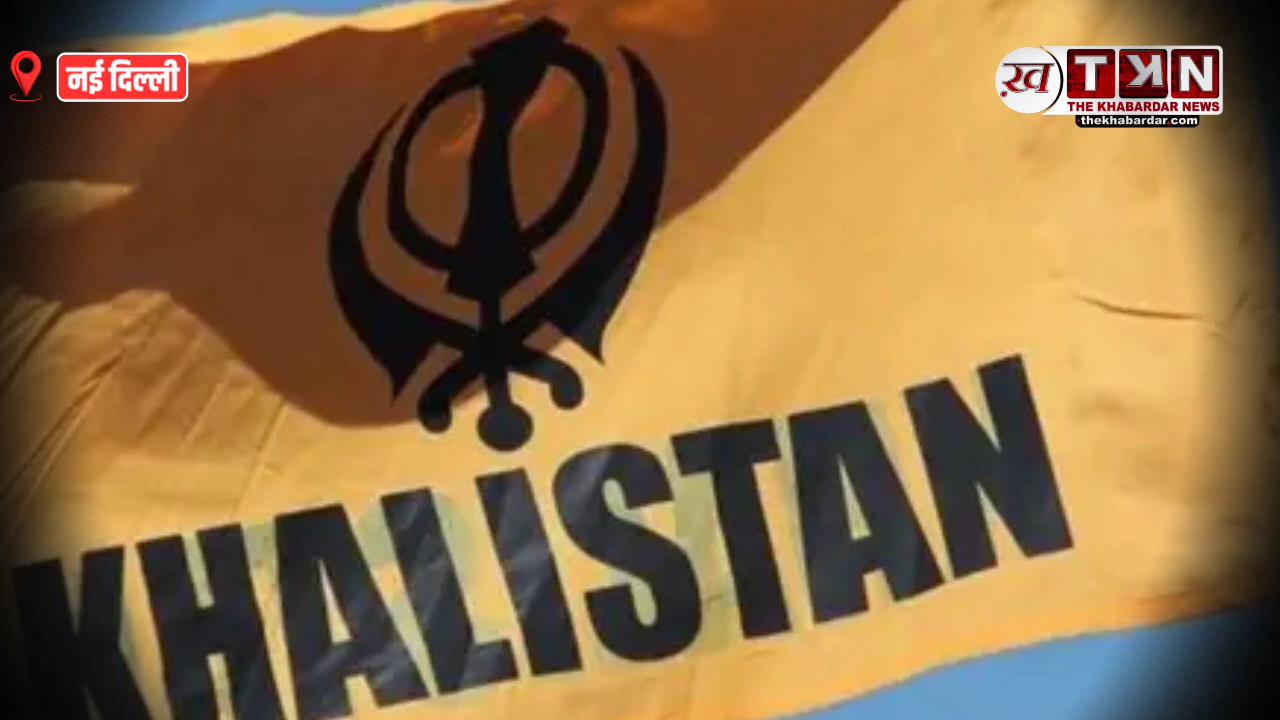 नई दिल्ली
ख़ TKN
THE KHABARDAR NEWS
thekhabardar.com
KHALISTAN